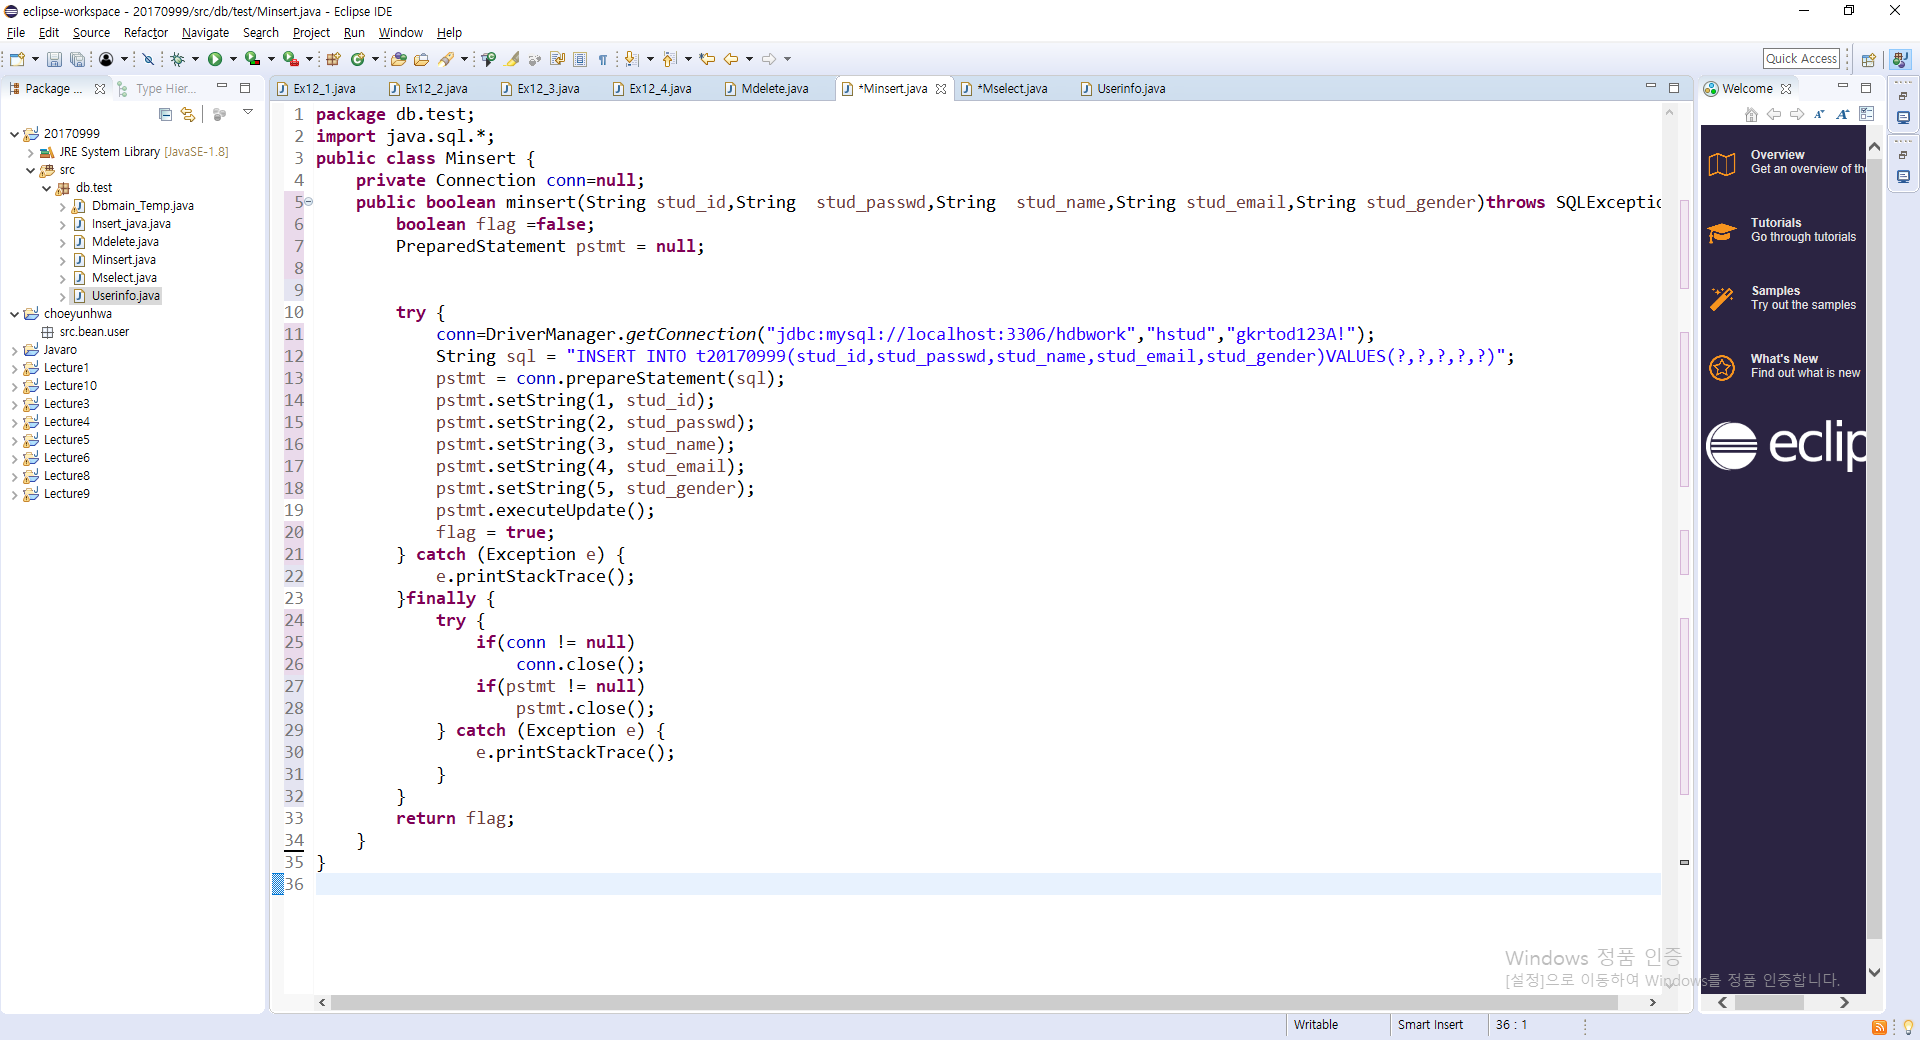 eclipse-workspace - 20170999/src/db/test/Minsert.java - Eclipse IDE
File Edit Source Refactor Navigate Search Project Run Window Help
Quick Access
Package ... Type Hier...
Ex12_1.java Ex12_2.java Ex12_3.java Ex12_4.java Mdelete.java *Minsert.java *Mselect.java Userinfo.java
Welcome
20170999
JRE System Library [JavaSE-1.8]
src
db.test
Dbmain_Temp.java
Insert_java.java
Mdelete.java
Minsert.java
Mselect.java
Userinfo.java
choeyunhwa
src.bean.user
Javaro
Lecture1
Lecture10
Lecture3
Lecture4
Lecture5
Lecture6
Lecture8
Lecture9
1 package db.test;
2 import java.sql.*;
3 public class Minsert {
4     private Connection conn=null;
5     public boolean minsert(String stud_id,String  stud_passwd,String  stud_name,String stud_email,String stud_gender)throws SQLExceptio
6         boolean flag =false;
7         PreparedStatement pstmt = null;
8
9
10         try {
11             conn=DriverManager.getConnection("jdbc:mysql://localhost:3306/hdbwork","hstud","gkrtod123A!");
12             String sql = "INSERT INTO t20170999(stud_id,stud_passwd,stud_name,stud_email,stud_gender)VALUES(?,?,?,?,?)";
13             pstmt = conn.prepareStatement(sql);
14             pstmt.setString(1, stud_id);
15             pstmt.setString(2, stud_passwd);
16             pstmt.setString(3, stud_name);
17             pstmt.setString(4, stud_email);
18             pstmt.setString(5, stud_gender);
19             pstmt.executeUpdate();
20             flag = true;
21         } catch (Exception e) {
22             e.printStackTrace();
23         }finally {
24             try {
25                 if(conn != null)
26                     conn.close();
27                 if(pstmt != null)
28                     pstmt.close();
29             } catch (Exception e) {
30                 e.printStackTrace();
31             }
32         }
33         return flag;
34     }
35 }
36
Overview
Get an overview of the
Tutorials
Go through tutorials
Samples
Try out the samples
What's New
Find out what is new
eclip
Windows 정품 인증
[설정]으로 이동하여 Windows를 정품 인증합니다.
Writable Smart Insert 36 : 1